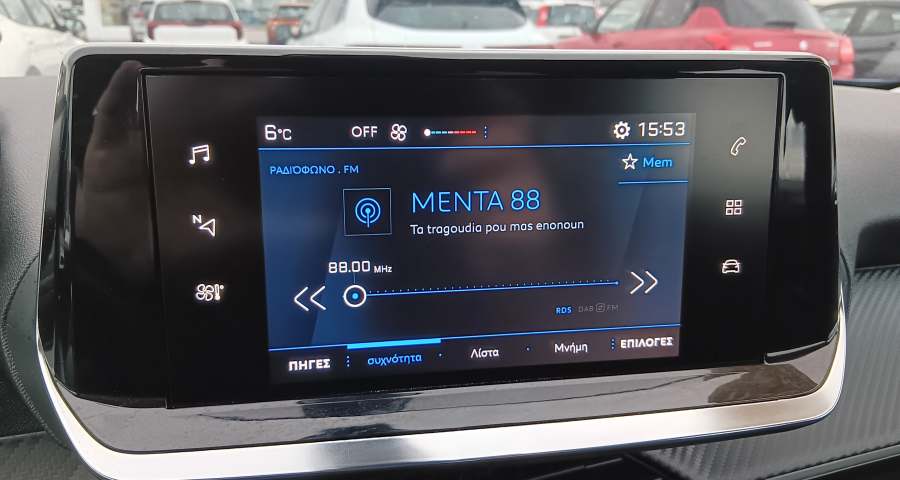 6°C OFF 15:53
ΡΑΔΙΌΦΩΝΟ . FM
Mem
MENTA 88
Ta tragoudia pou mas enonoun
88.00 MHz
RDS DAB FM
ΠΗΓΕΣ συχνότητα Λίστα Μνήμη ΕΠΙΛΟΓΕΣ
N